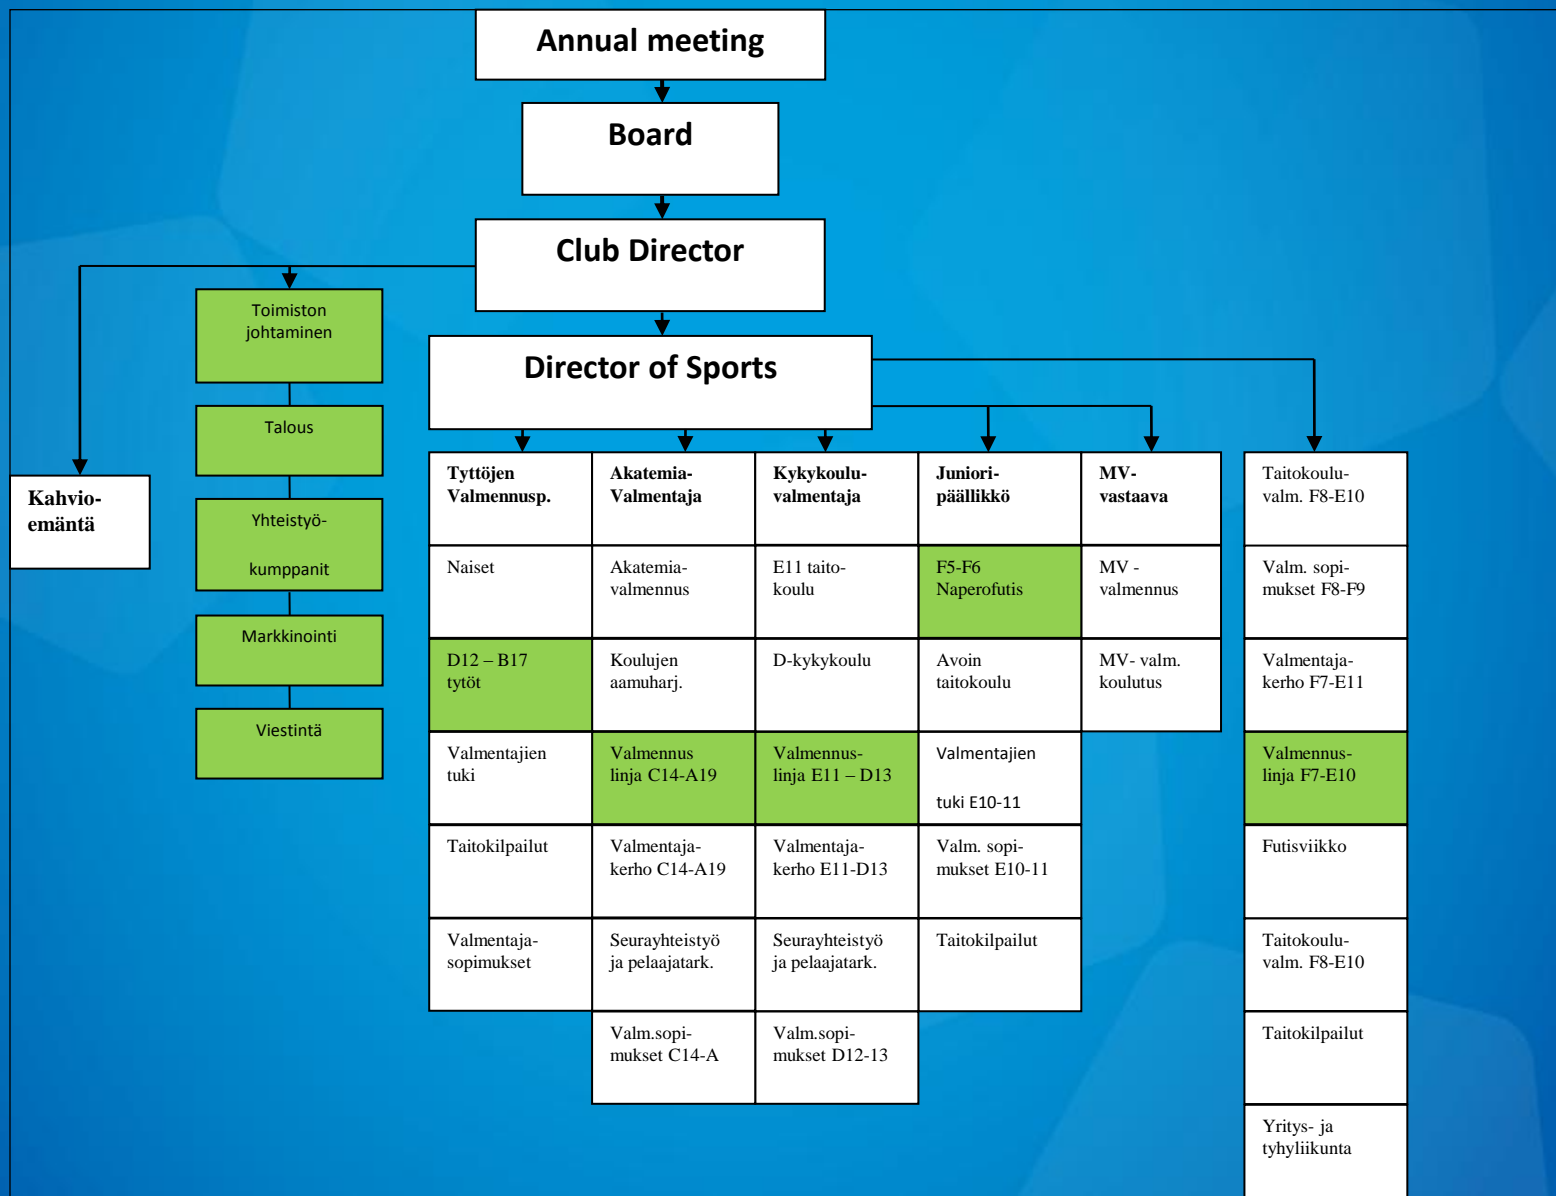 Annual meeting
Board
Club Director
Director of Sports
Kahvio-
emäntä
Toimiston
johtaminen
Talous
Yhteistyö-
kumppanit
Markkinointi
Viestintä
Tyttöjen
Valmennusp.
Naiset
D12 – B17
tytöt
Valmentajien
tuki
Taitokilpailut
Valmentaja-
sopimukset
Akatemia-
Valmentaja
Akatemia-
valmennus
Koulujen
aamuharj.
Valmennus
linja C14-A19
Valmentaja-
kerho C14-A19
Seurayhteistyö
ja pelaajatark.
Valm.sopi-
mukset C14-A
Kykykoulu-
valmentaja
E11 taito-
koulu
D-kykykoulu
Valmennus-
linja E11 – D13
Valmentaja-
kerho E11-D13
Seurayhteistyö
ja pelaajatark.
Valm.sopi-
mukset D12-13
Juniori-
päällikkö
F5-F6
Naperofutis
Avoin
taitokoulu
Valmentajien
tuki E10-11
Valm. sopi-
mukset E10-11
Taitokilpailut
MV-
vastaava
MV -
valmennus
MV- valm.
koulutus
Taitokoulu-
valm. F8-E10
Valm. sopi-
mukset F8-F9
Valmentaja-
kerho F7-E11
Valmennus-
linja F7-E10
Futisviikko
Taitokoulu-
valm. F8-E10
Taitokilpailut
Yritys- ja
tyhyliikunta